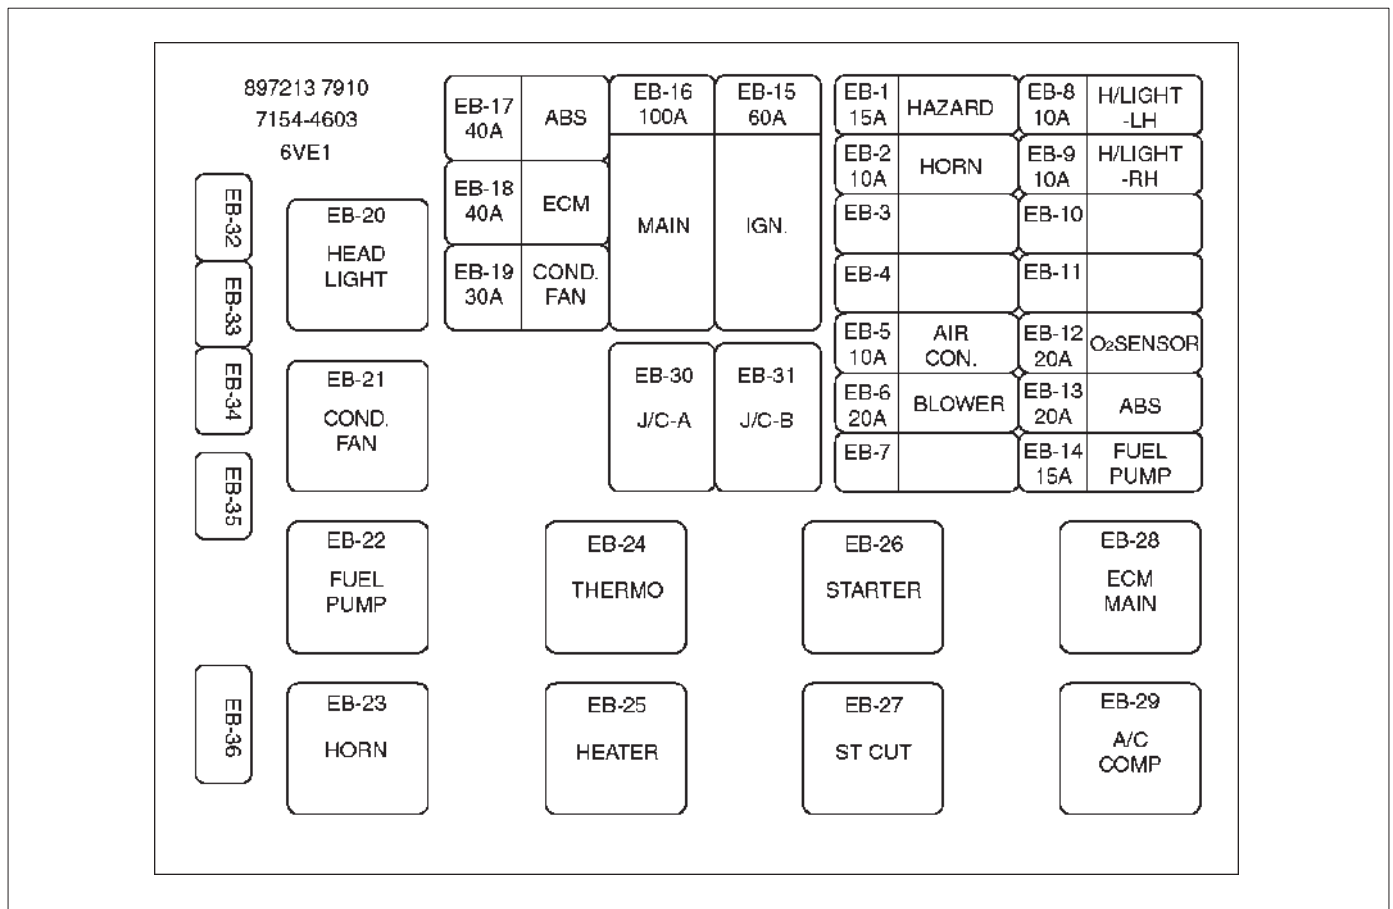 897213 7910
7154-4603
6VE1
EB-32
EB-33
EB-34
EB-35
EB-36
EB-20
HEAD
LIGHT
EB-21
COND.
FAN
EB-22
FUEL
PUMP
EB-23
HORN
EB-17
40A
ABS
EB-18
40A
ECM
EB-19
30A
COND.
FAN
EB-16
100A
MAIN
EB-15
60A
IGN.
EB-30
J/C-A
EB-31
J/C-B
EB-1
15A
HAZARD
EB-2
10A
HORN
EB-3
EB-4
EB-5
10A
AIR
CON.
EB-6
20A
BLOWER
EB-7
EB-8
10A
H/LIGHT
-LH
EB-9
10A
H/LIGHT
-RH
EB-10
EB-11
EB-12
20A
O2SENSOR
EB-13
20A
ABS
EB-14
15A
FUEL
PUMP
EB-24
THERMO
EB-25
HEATER
EB-26
STARTER
EB-27
ST CUT
EB-28
ECM
MAIN
EB-29
A/C
COMP